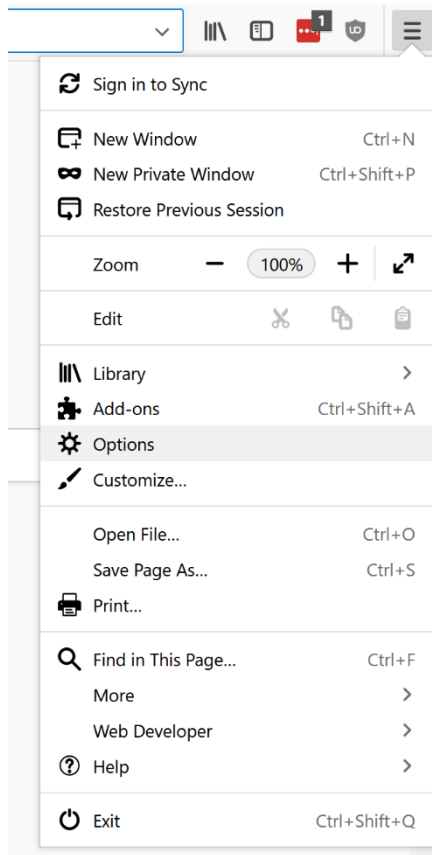 1
Sign in to Sync
New Window Ctrl+N
New Private Window Ctrl+Shift+P
Restore Previous Session
Zoom 100%
Edit
Library
Add-ons Ctrl+Shift+A
Options
Customize...
Open File... Ctrl+O
Save Page As... Ctrl+S
Print...
Find in This Page... Ctrl+F
More
Web Developer
Help
Exit Ctrl+Shift+Q